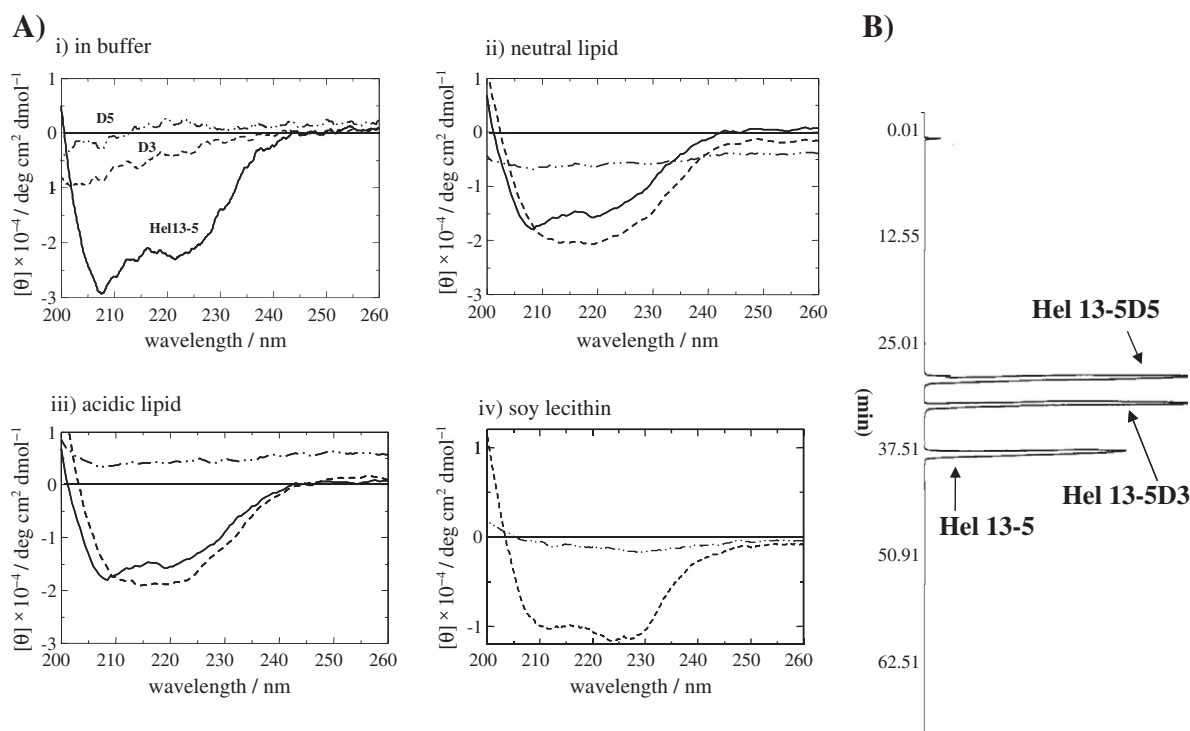 A)
i) in buffer
[θ] ×10⁻⁴ / deg cm² dmol⁻¹
1
0
1
-2
-3
D5
D3
Hel13-5
200 210 220 230 240 250 260
wavelength / nm
ii) neutral lipid
[θ] ×10⁻⁴ / deg cm² dmol⁻¹
1
0
-1
-2
-3
200 210 220 230 240 250 260
wavelength / nm
iii) acidic lipid
[θ] ×10⁻⁴ / deg cm² dmol⁻¹
1
0
-1
-2
-3
200 210 220 230 240 250 260
wavelength / nm
iv) soy lecithin
[θ] ×10⁻⁴ / deg cm² dmol⁻¹
1
0
-1
200 210 220 230 240 250 260
wavelength / nm
B)
(min)
0.01
12.55
25.01
37.51
50.91
62.51
Hel 13-5D5
Hel 13-5D3
Hel 13-5